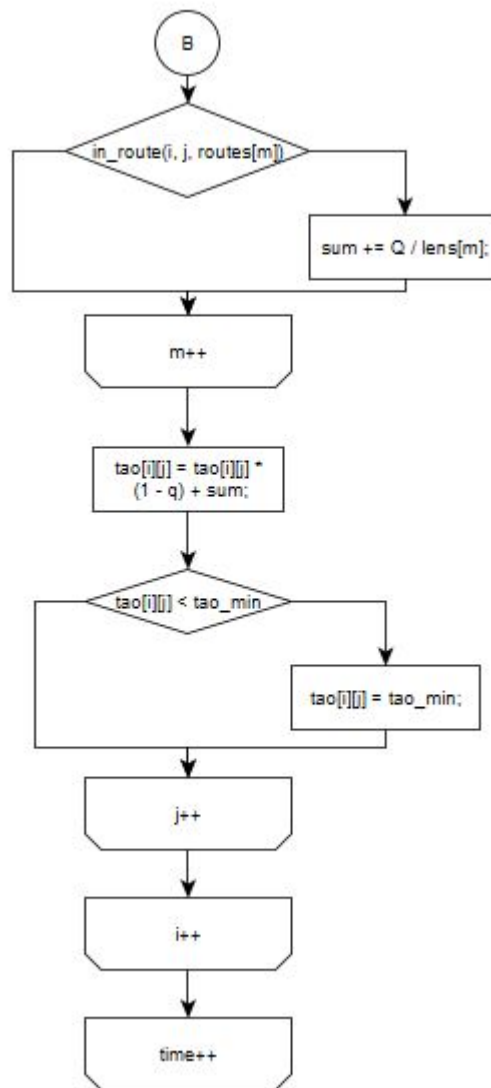 B
in_route(i, j, routes[m])
sum += Q / lens[m];
m++
tao[i][j] = tao[i][j] *
(1 - q) + sum;
tao[i][j] < tao_min
tao[i][j] = tao_min;
j++
i++
time++